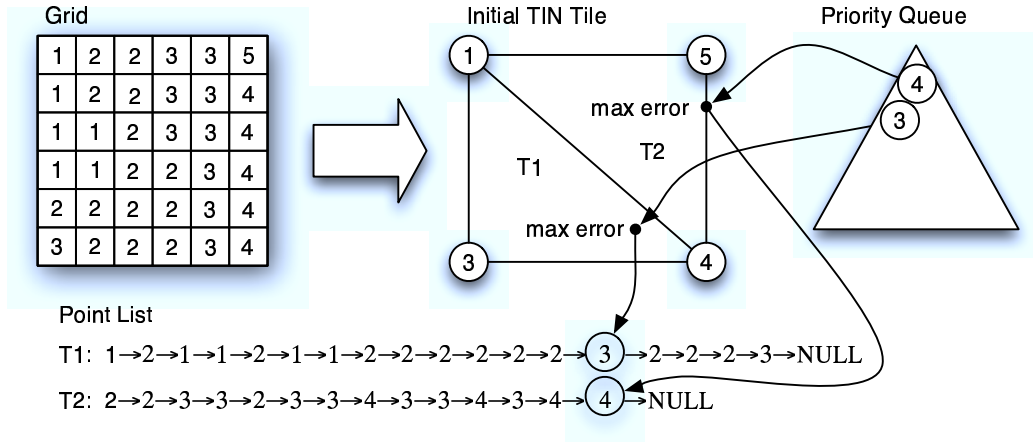 Grid
Initial TIN Tile
Priority Queue
1 2 2 3 3 5
1 2 2 3 3 4
1 1 2 3 3 4
1 1 2 2 3 4
2 2 2 2 3 4
3 2 2 2 3 4
1
5
max error
T1
T2
max error
3
4
4
3
Point List
T1: 1→2→1→1→2→1→1→2→2→2→2→2→2→3→2→2→2→3→NULL
T2: 2→2→3→3→2→3→3→4→3→3→4→3→4→4→NULL